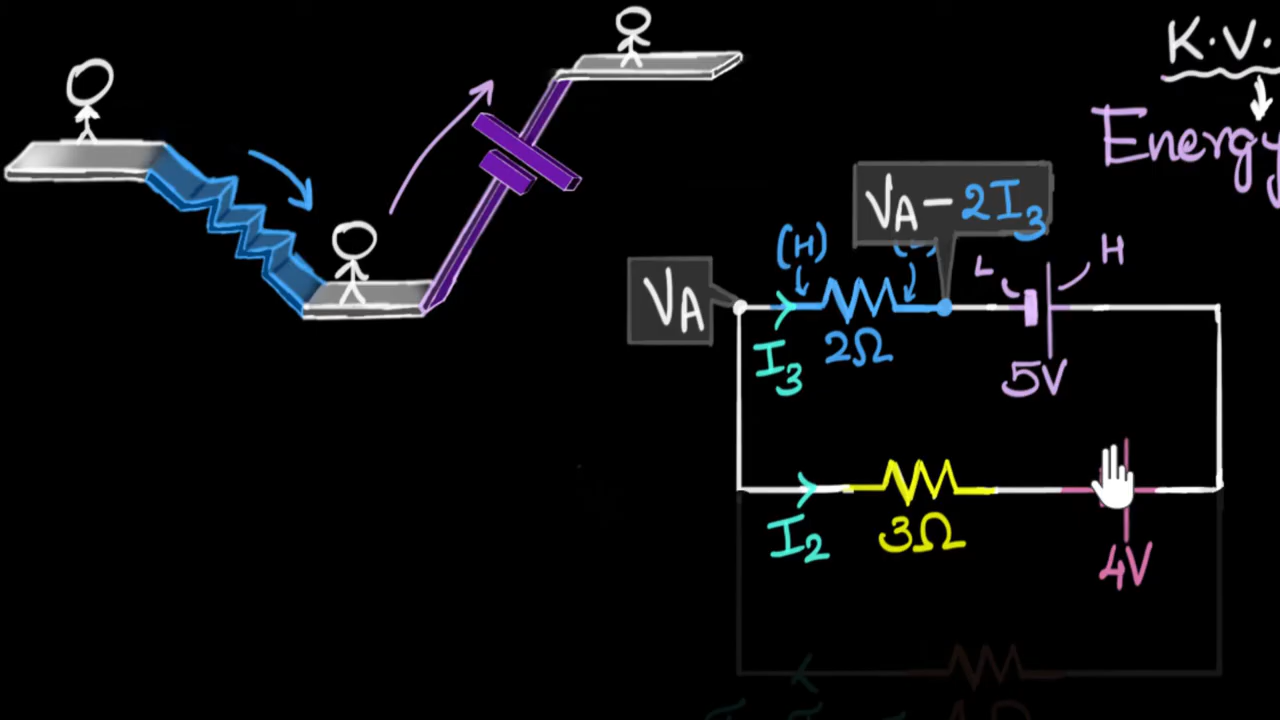 K.V.
Energy
VA – 2I3
(H)
L
H
VA
I3
2Ω
5V
I2
3Ω
4V